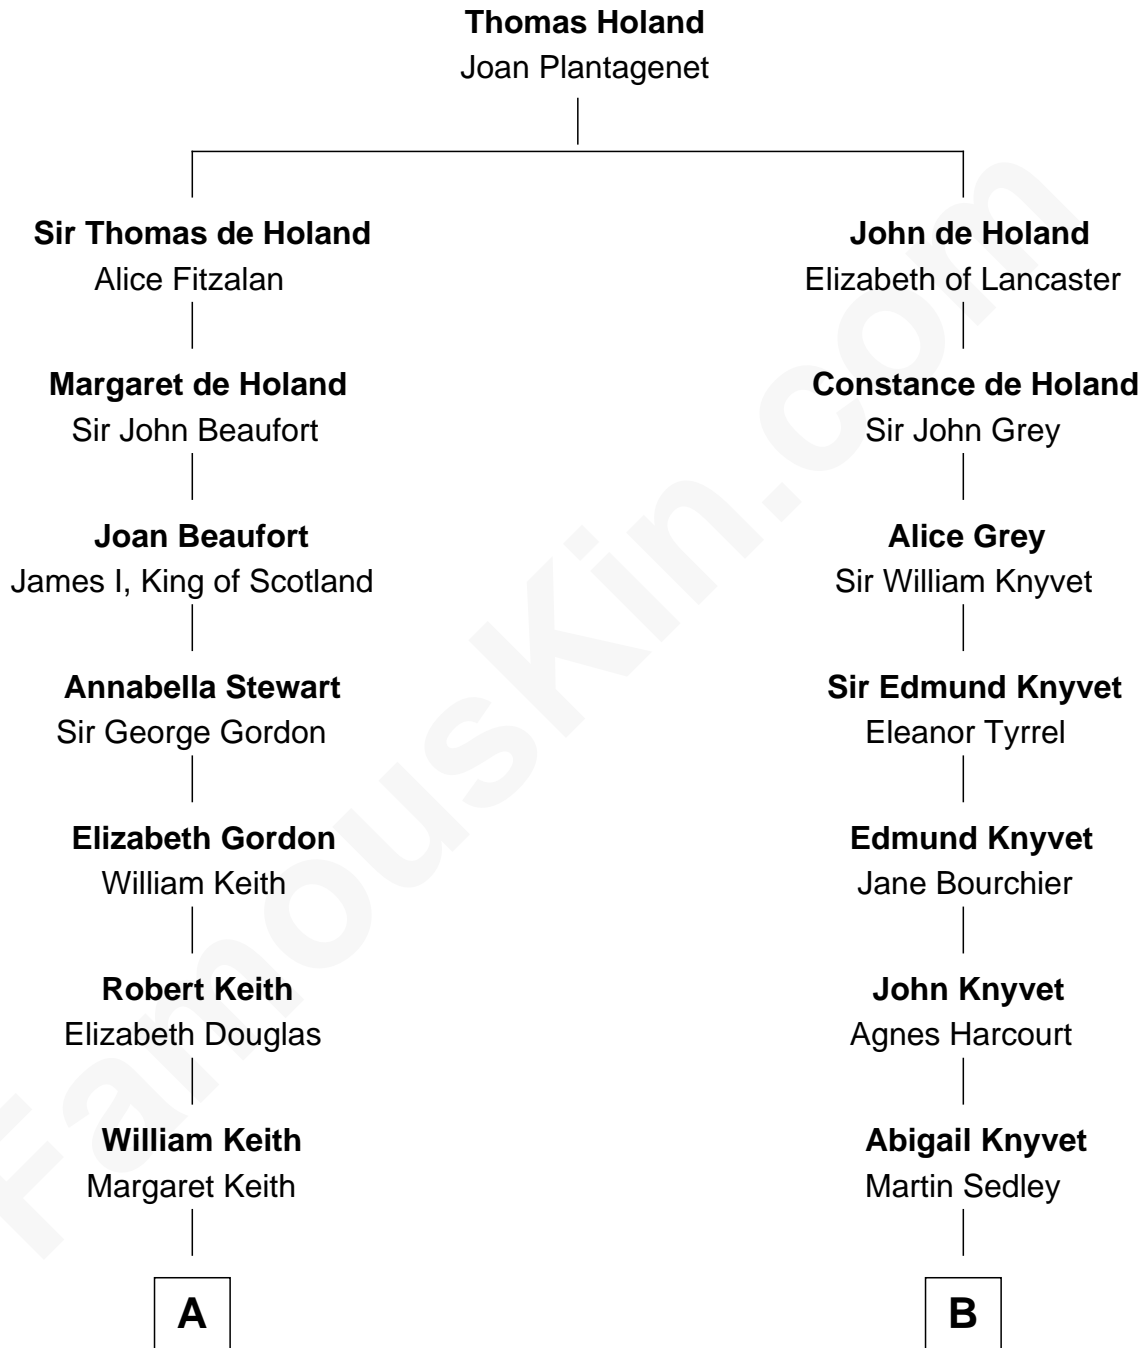 Thomas Holand
Joan Plantagenet
Sir Thomas de Holand
Alice Fitzalan
John de Holand
Elizabeth of Lancaster
Margaret de Holand
Sir John Beaufort
Constance de Holand
Sir John Grey
Joan Beaufort
James I, King of Scotland
Alice Grey
Sir William Knyvet
Annabella Stewart
Sir George Gordon
Sir Edmund Knyvet
Eleanor Tyrrel
Elizabeth Gordon
William Keith
Edmund Knyvet
Jane Bourchier
Robert Keith
Elizabeth Douglas
John Knyvet
Agnes Harcourt
William Keith
Margaret Keith
Abigail Knyvet
Martin Sedley
A
B
FamousKin.com